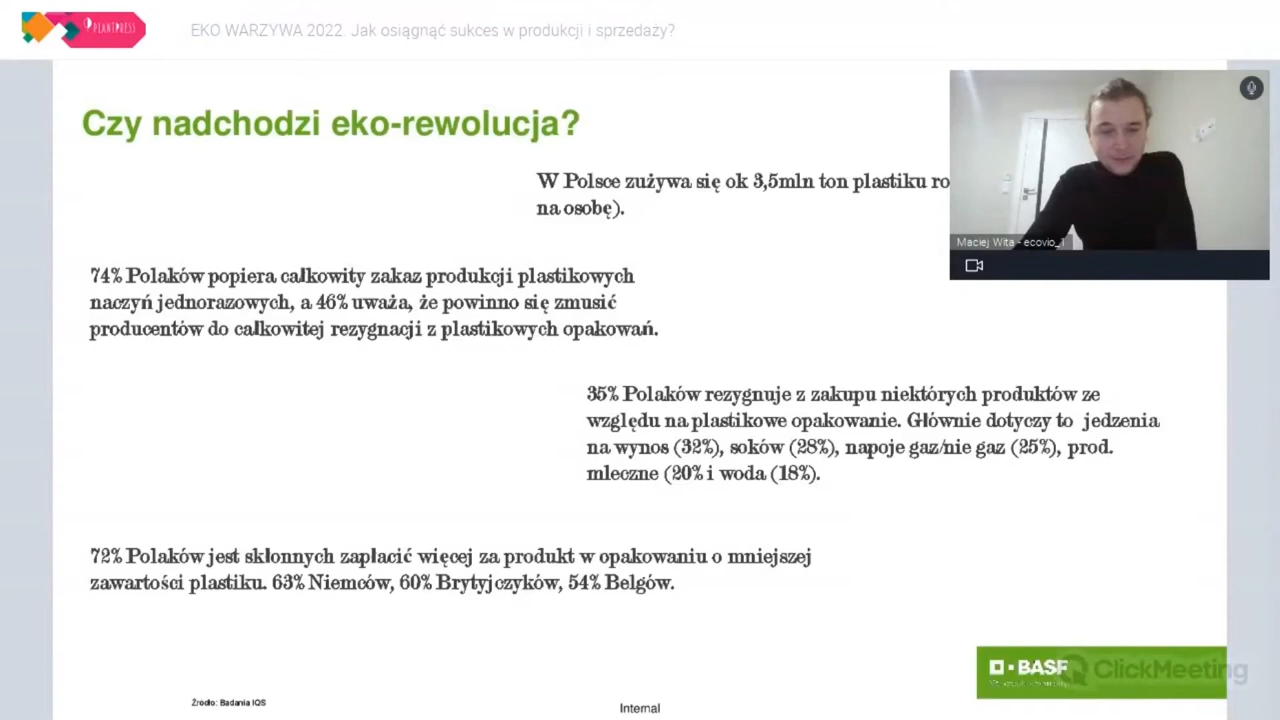 PLANTPRESS
EKO WARZYWA 2022. Jak osiągnąć sukces w produkcji i sprzedaży?
Czy nadchodzi eko-rewolucja?
W Polsce zużywa się ok 3,5mln ton plastiku ro
na osobę).
Maciej Wita - ecovio_1
74% Polaków popiera całkowity zakaz produkcji plastikowych
naczyń jednorazowych, a 46% uważa, że powinno się zmusić
producentów do całkowitej rezygnacji z plastikowych opakowań.
35% Polaków rezygnuje z zakupu niektórych produktów ze
względu na plastikowe opakowanie. Głównie dotyczy to jedzenia
na wynos (32%), soków (28%), napoje gaz/nie gaz (25%), prod.
mleczne (20% i woda (18%).
72% Polaków jest skłonnych zapłacić więcej za produkt w opakowaniu o mniejszej
zawartości plastiku. 63% Niemców, 60% Brytyjczyków, 54% Belgów.
BASF
ClickMeeting
Źródło: Badania IQS
Internal